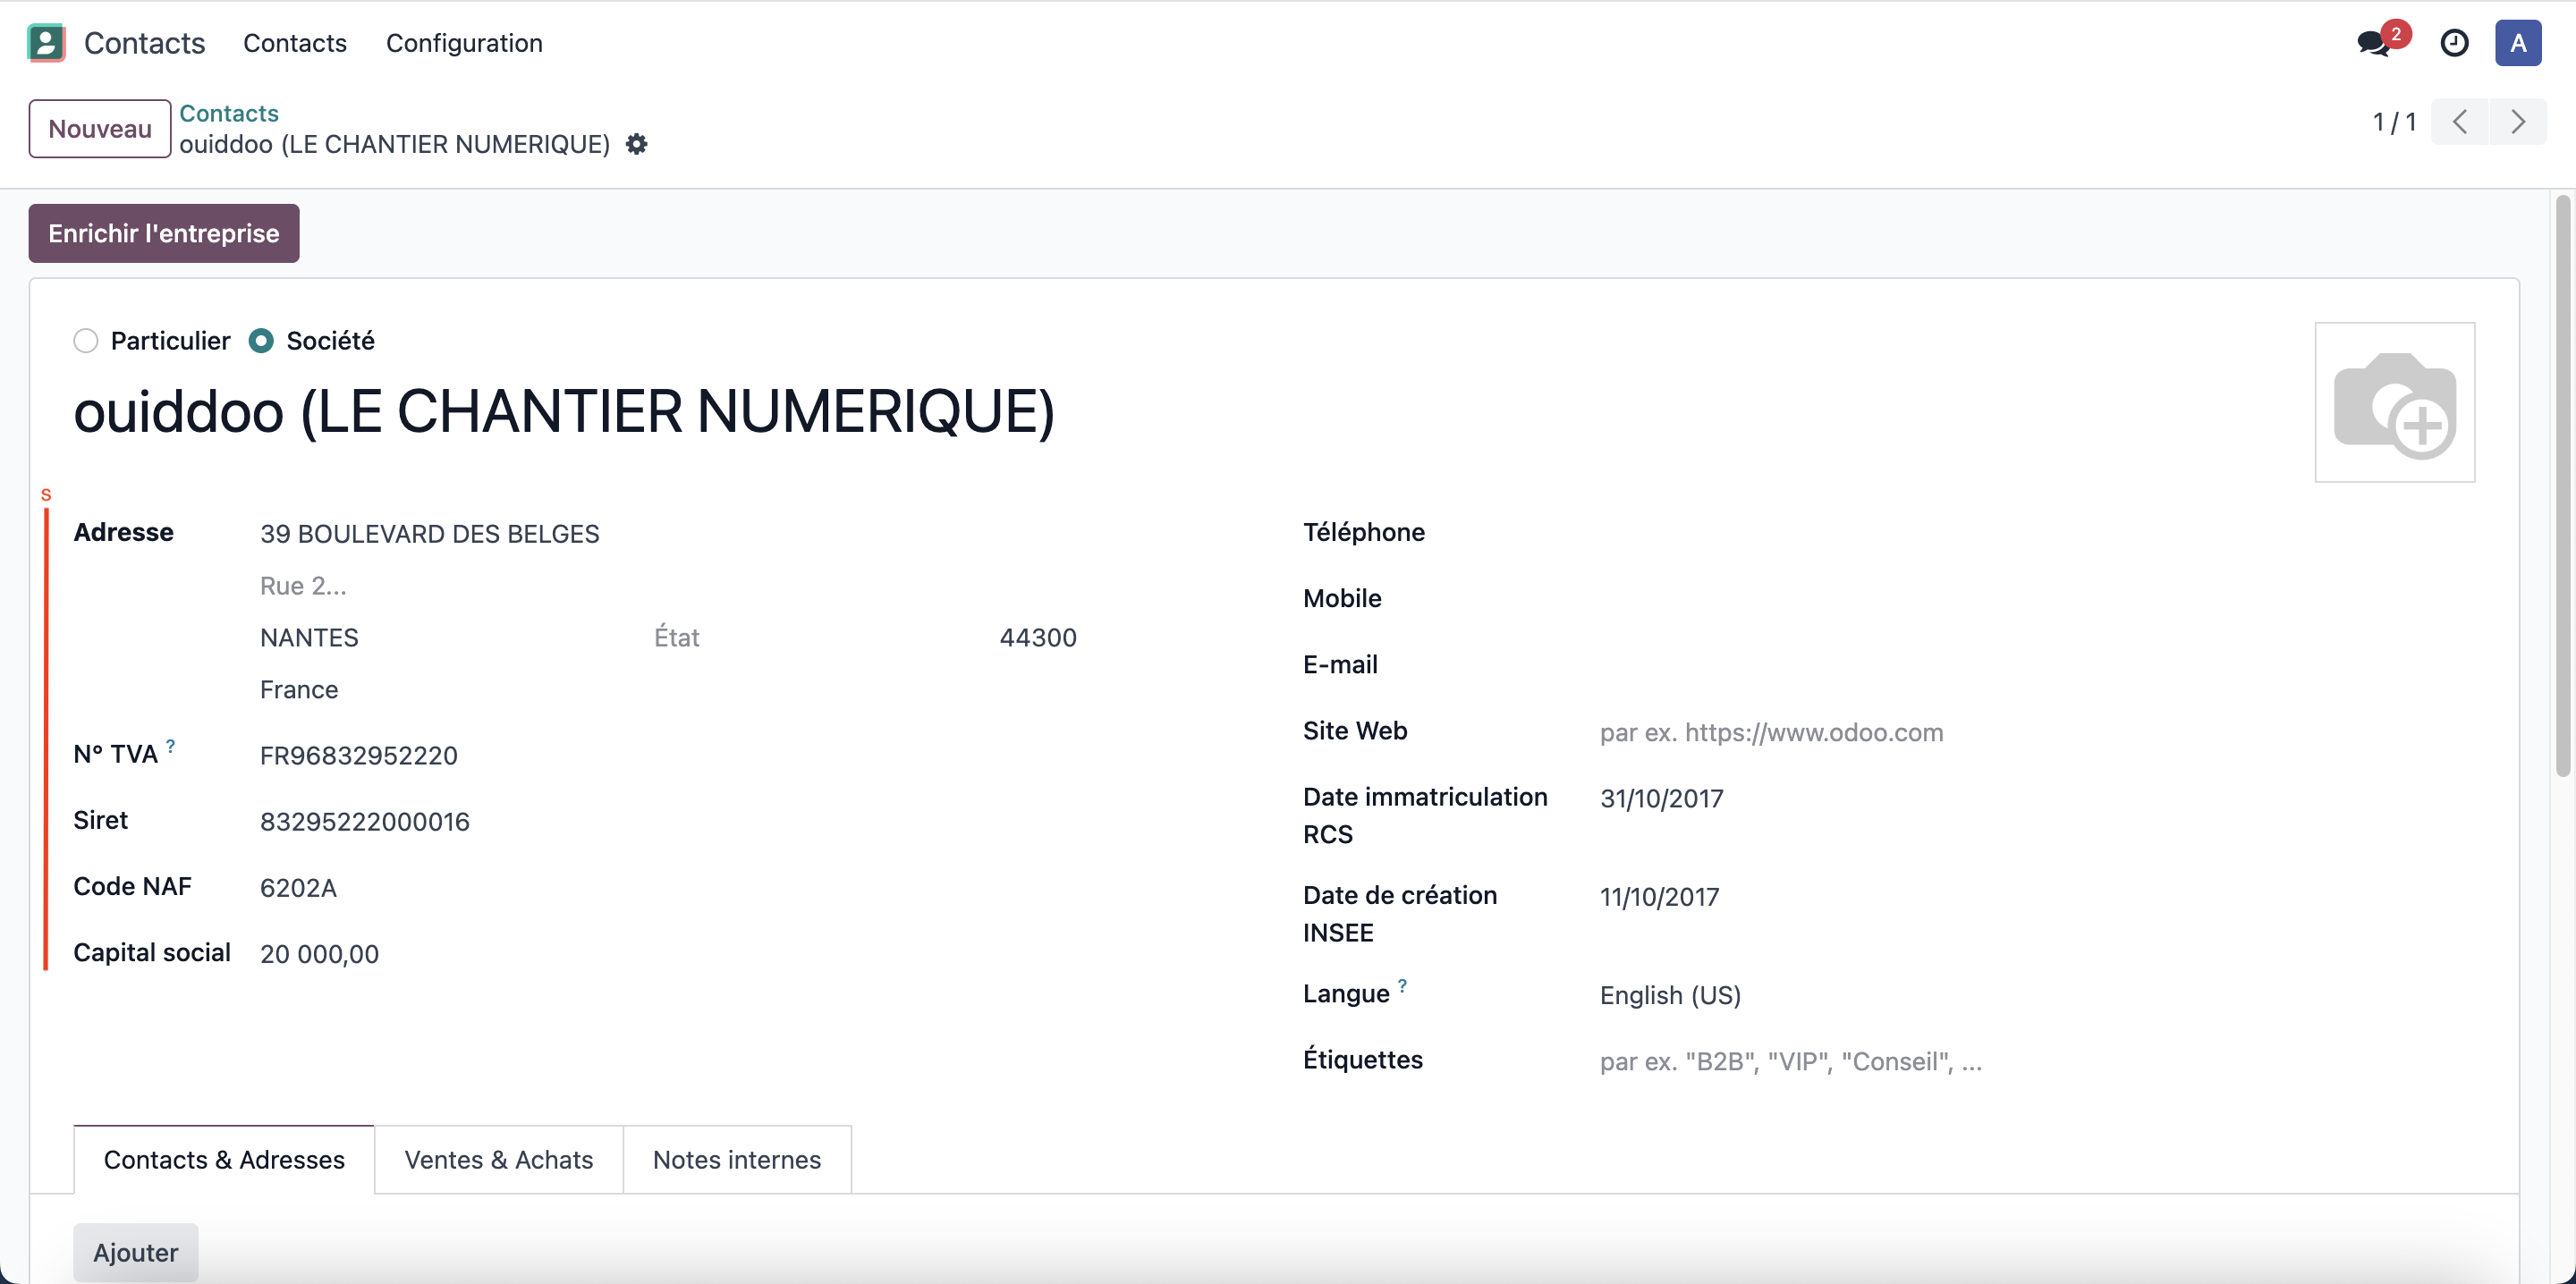 Contacts Contacts Configuration 2 A
Nouveau Contacts 1 / 1
ouiddoo (LE CHANTIER NUMERIQUE)
Enrichir l'entreprise
Particulier Société
ouiddoo (LE CHANTIER NUMERIQUE)
S
Adresse 39 BOULEVARD DES BELGES
Rue 2...
NANTES État 44300
France
N° TVA ? FR96832952220
Siret 83295222000016
Code NAF 6202A
Capital social 20 000,00
Téléphone
Mobile
E-mail
Site Web par ex. https://www.odoo.com
Date immatriculation 31/10/2017
RCS
Date de création 11/10/2017
INSEE
Langue ? English (US)
Étiquettes par ex. "B2B", "VIP", "Conseil", ...
Contacts & Adresses Ventes & Achats Notes internes
Ajouter